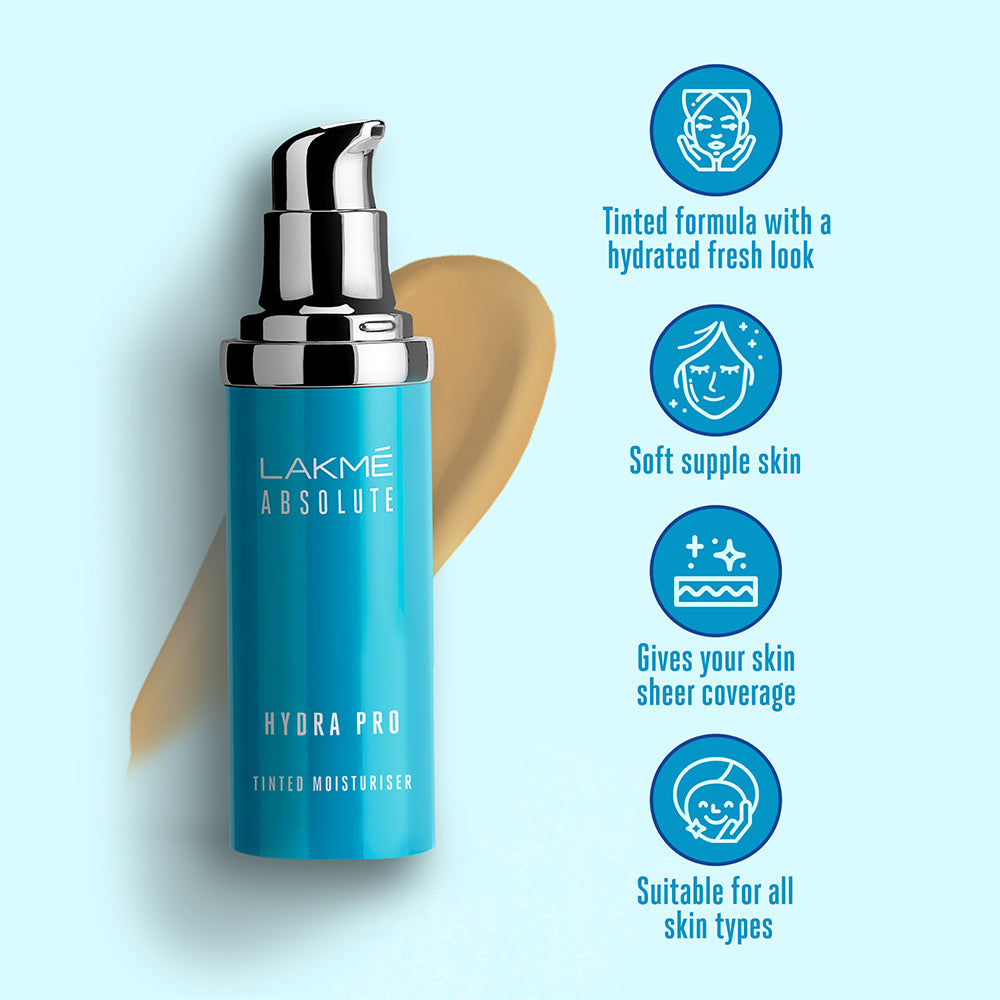 LAKMĒ
ABSOLUTE
HYDRA PRO
TINTED MOISTURISER
Tinted formula with a
hydrated fresh look
Soft supple skin
Gives your skin
sheer coverage
Suitable for all
skin types